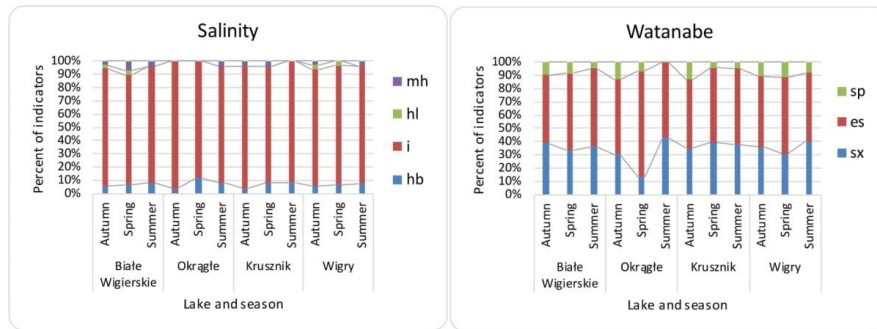 Salinity
Percent of indicators
100%
90%
80%
70%
60%
50%
40%
30%
20%
10%
0%
mh
hl
i
hb
Autumn
Spring
Summer
Autumn
Spring
Summer
Autumn
Spring
Summer
Autumn
Spring
Summer
Białe
Wigierskie
Okrągłe
Krusznik
Wigry
Lake and season
Watanabe
Percent of indicators
100%
90%
80%
70%
60%
50%
40%
30%
20%
10%
0%
sp
es
sx
Autumn
Spring
Summer
Autumn
Spring
Summer
Autumn
Spring
Summer
Autumn
Spring
Summer
Białe
Wigierskie
Okrągłe
Krusznik
Wigry
Lake and season